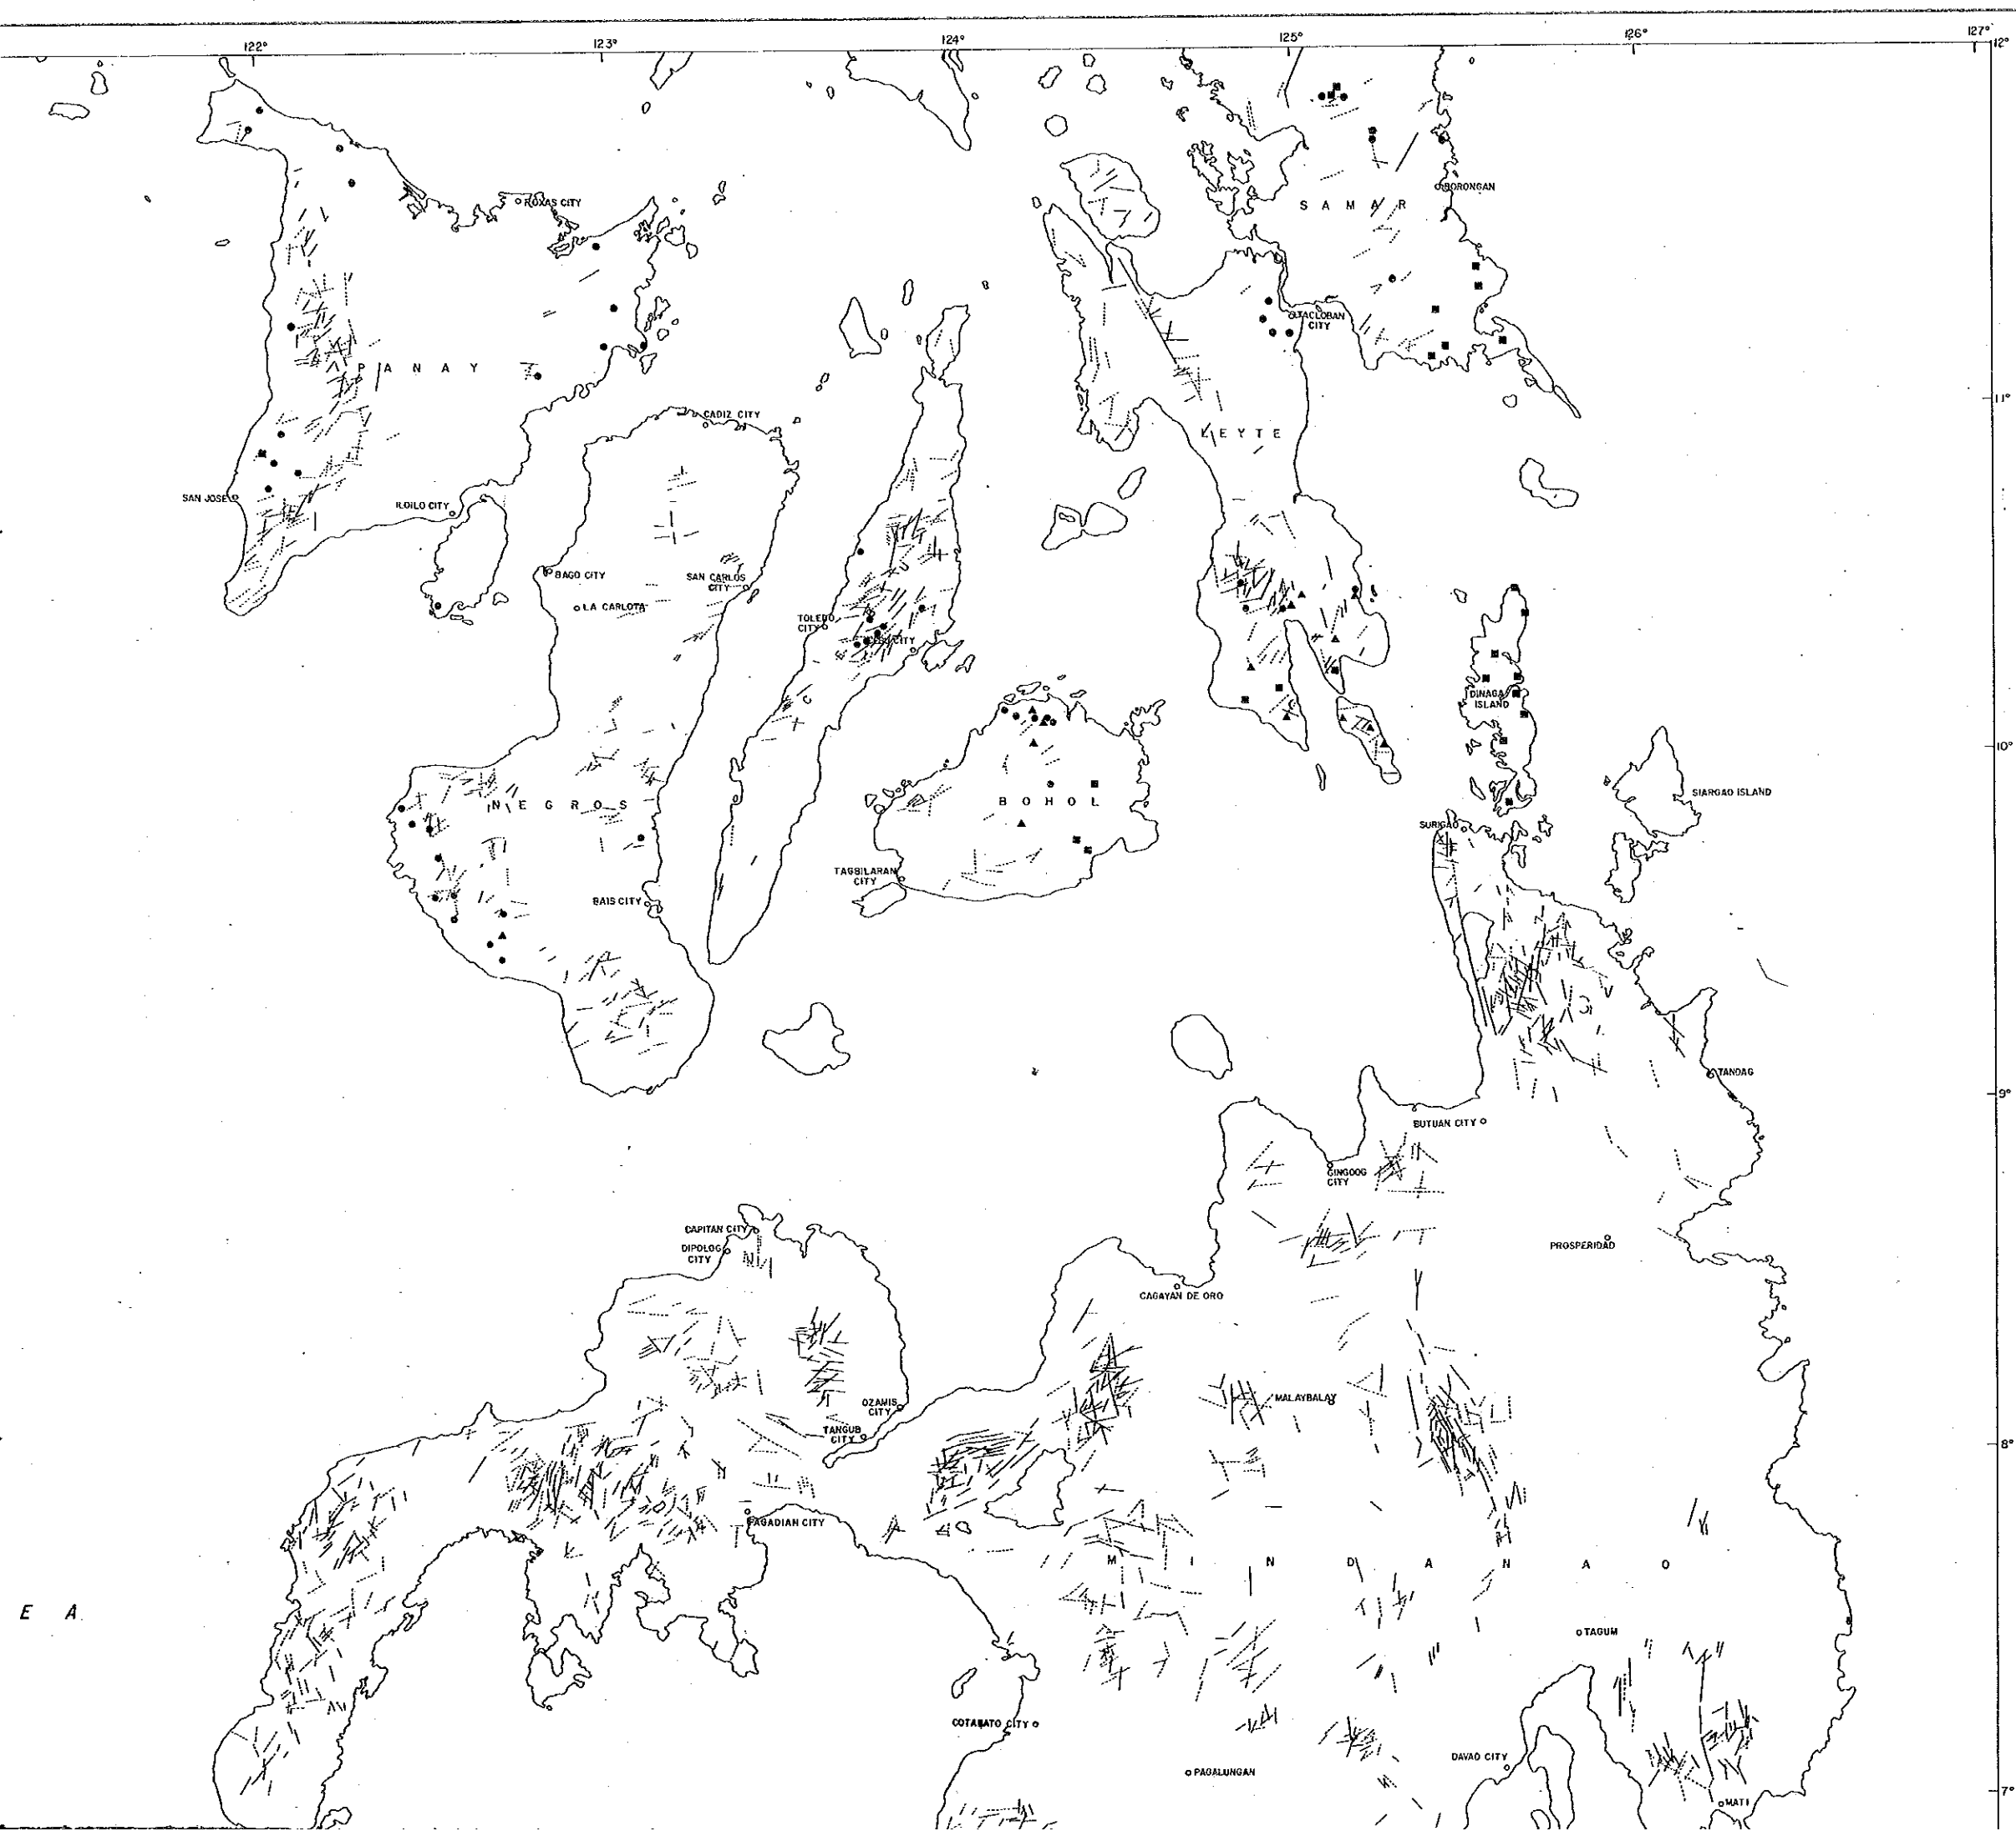 122°
123°
124°
125°
126°
127°
12°
ROXAS CITY
BORONGAN
S A M A R
TACLOBAN
CITY
11°
P A N A Y
CADIZ CITY
L E Y T E
SAN JOSE
ILOILO CITY
BAGO CITY
SAN CARLOS
CITY
LA CARLOTA
TOLEDO
CITY
CEBU CITY
DINAGA
ISLAND
10°
SIARGAO ISLAND
N E G R O S
B O H O L
SURIGAO
TAGBILARAN
CITY
BAIS CITY
TANDAG
9°
BUTUAN CITY
GINGOOG
CITY
CAPITAN CITY
DIPOLOG
CITY
PROSPERIDAD
CAGAYAN DE ORO
MALAYBALAY
OZAMIS
CITY
TANGUB
CITY
8°
PAGADIAN CITY
M I N D A N A O
E A
TAGUM
COTABATO CITY
DAVAO CITY
PAGALUNGAN
7°
MATI